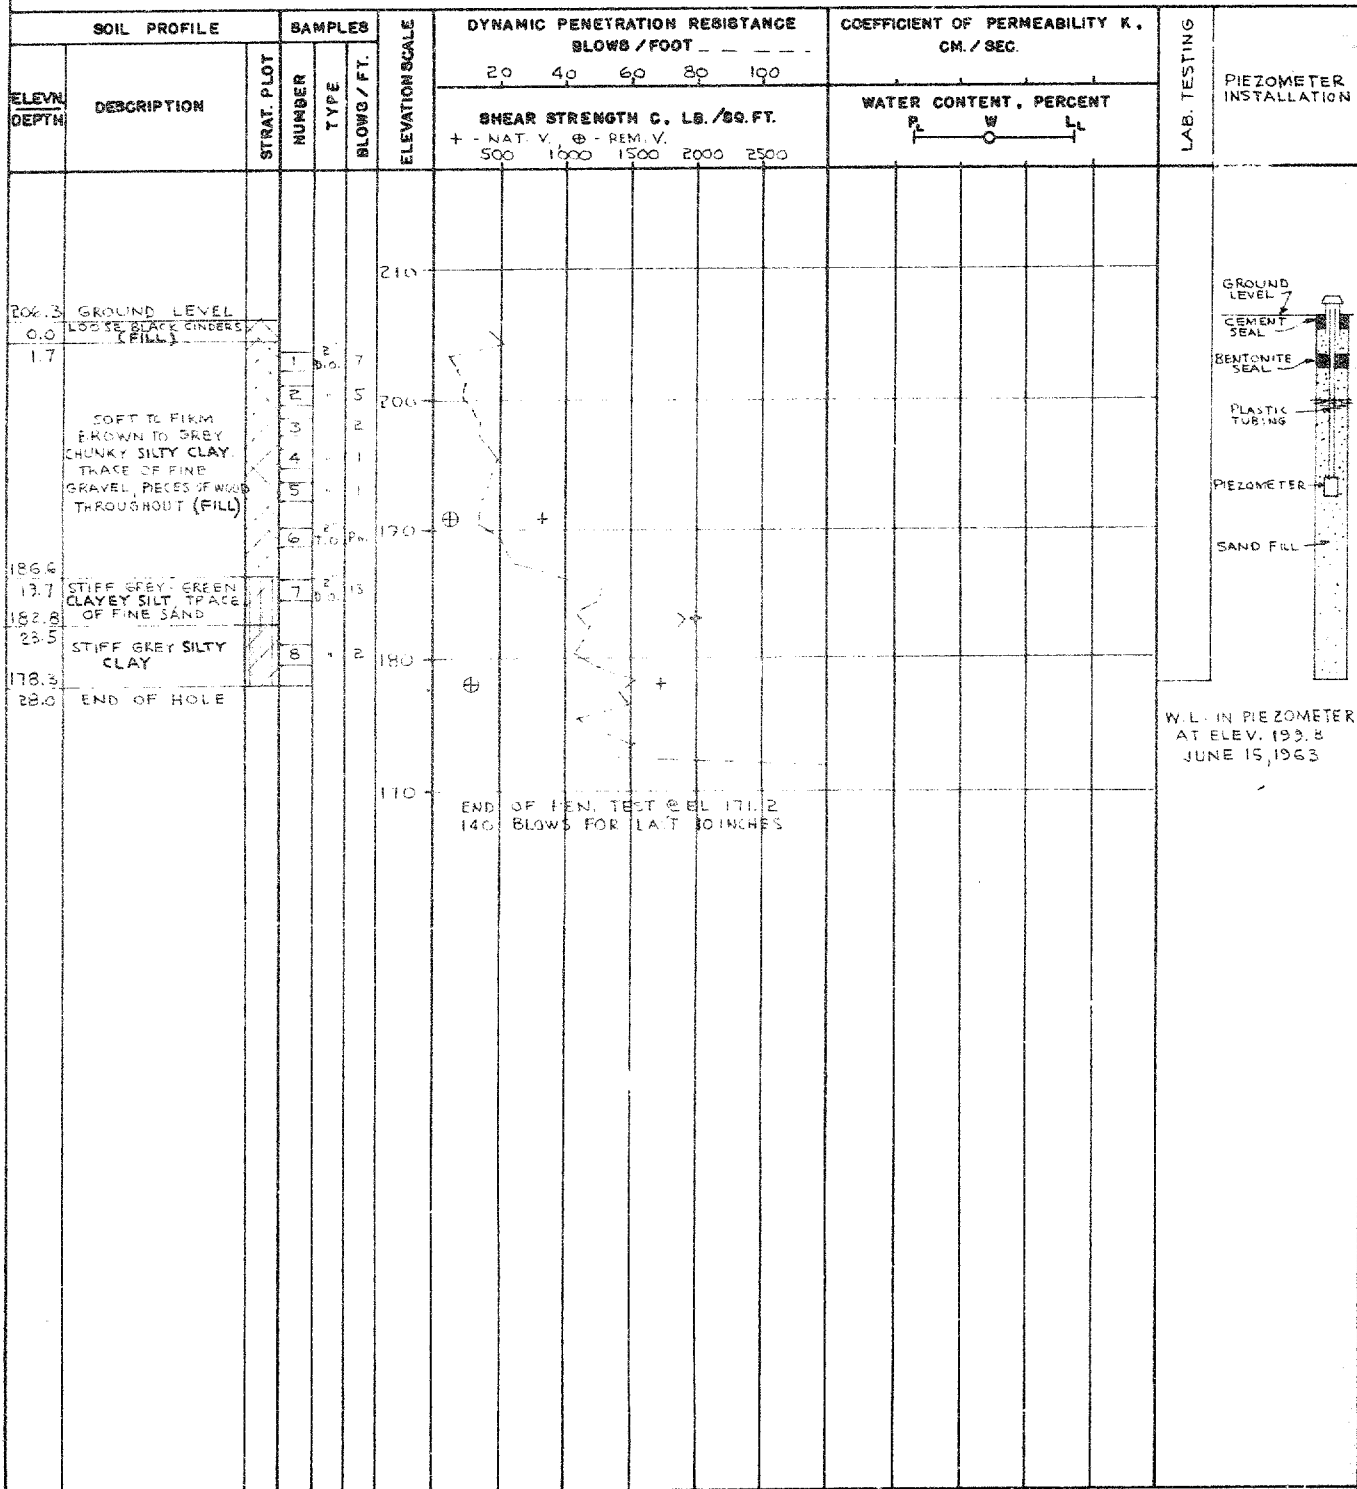 SOIL PROFILE
SAMPLES
ELEVATION SCALE
DYNAMIC PENETRATION RESISTANCE
BLOWS / FOOT _ _ _ _ _
20 40 60 80 100
COEFFICIENT OF PERMEABILITY K,
CM. / SEC.
LAB. TESTING
PIEZOMETER
INSTALLATION
ELEVN.
DEPTH
DESCRIPTION
STRAT. PLOT
NUMBER
TYPE
BLOWS / FT.
SHEAR STRENGTH C, LB./SQ.FT.
+ - NAT. V. ⊕ - REM. V.
500 1000 1500 2000 2500
WATER CONTENT, PERCENT
PL W LL
210
206.3 GROUND LEVEL
0.0 LOOSE BLACK CINDERS
(FILL)
1.7
1 2 D.O. 7
2 " 5
200
SOFT TO FIRM
BROWN TO GREY
CHUNKY SILTY CLAY,
TRACE OF FINE
GRAVEL, PIECES OF WOOD
THROUGHOUT (FILL)
3 2
4 " 1
5 " 1
6 2 T.O. PH.
190
186.6
19.7 STIFF GREY-GREEN
CLAYEY SILT, TRACE
OF FINE SAND
7 2 D.O. 13
182.8
23.5
STIFF GREY SILTY
CLAY
8 " 2
180
178.3
28.0 END OF HOLE
170
END OF PEN. TEST @ EL 171.2
140 BLOWS FOR LAST INCHES
GROUND
LEVEL
CEMENT
SEAL
BENTONITE
SEAL
PLASTIC
TUBING
PIEZOMETER
SAND FILL
W.L. IN PIEZOMETER
AT ELEV. 199.8
JUNE 15, 1963